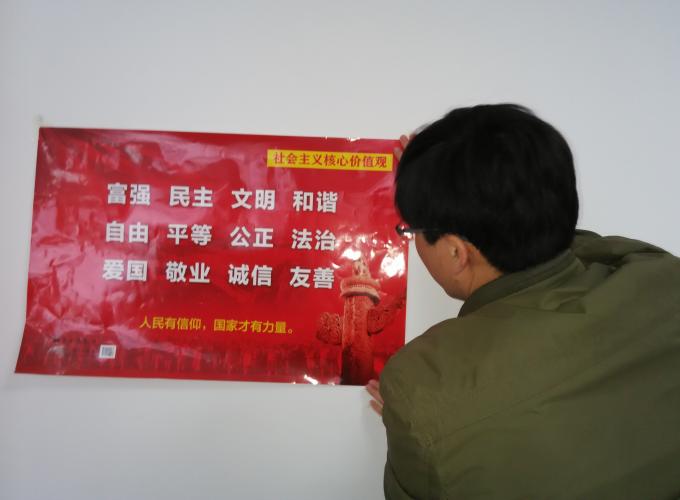 社会主义核心价值观
富强 民主 文明 和谐
自由 平等 公正 法治
爱国 敬业 诚信 友善
人民有信仰，国家才有力量。